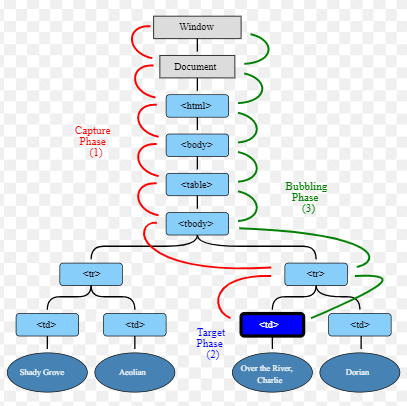 Window
Document
<html>
<body>
<table>
<tbody>
Capture
Phase
(1)
Bubbling
Phase
(3)
<tr>
<tr>
<td>
<td>
<td>
<td>
Target
Phase
(2)
Shady Grove
Aeolian
Over the River,
Charlie
Dorian